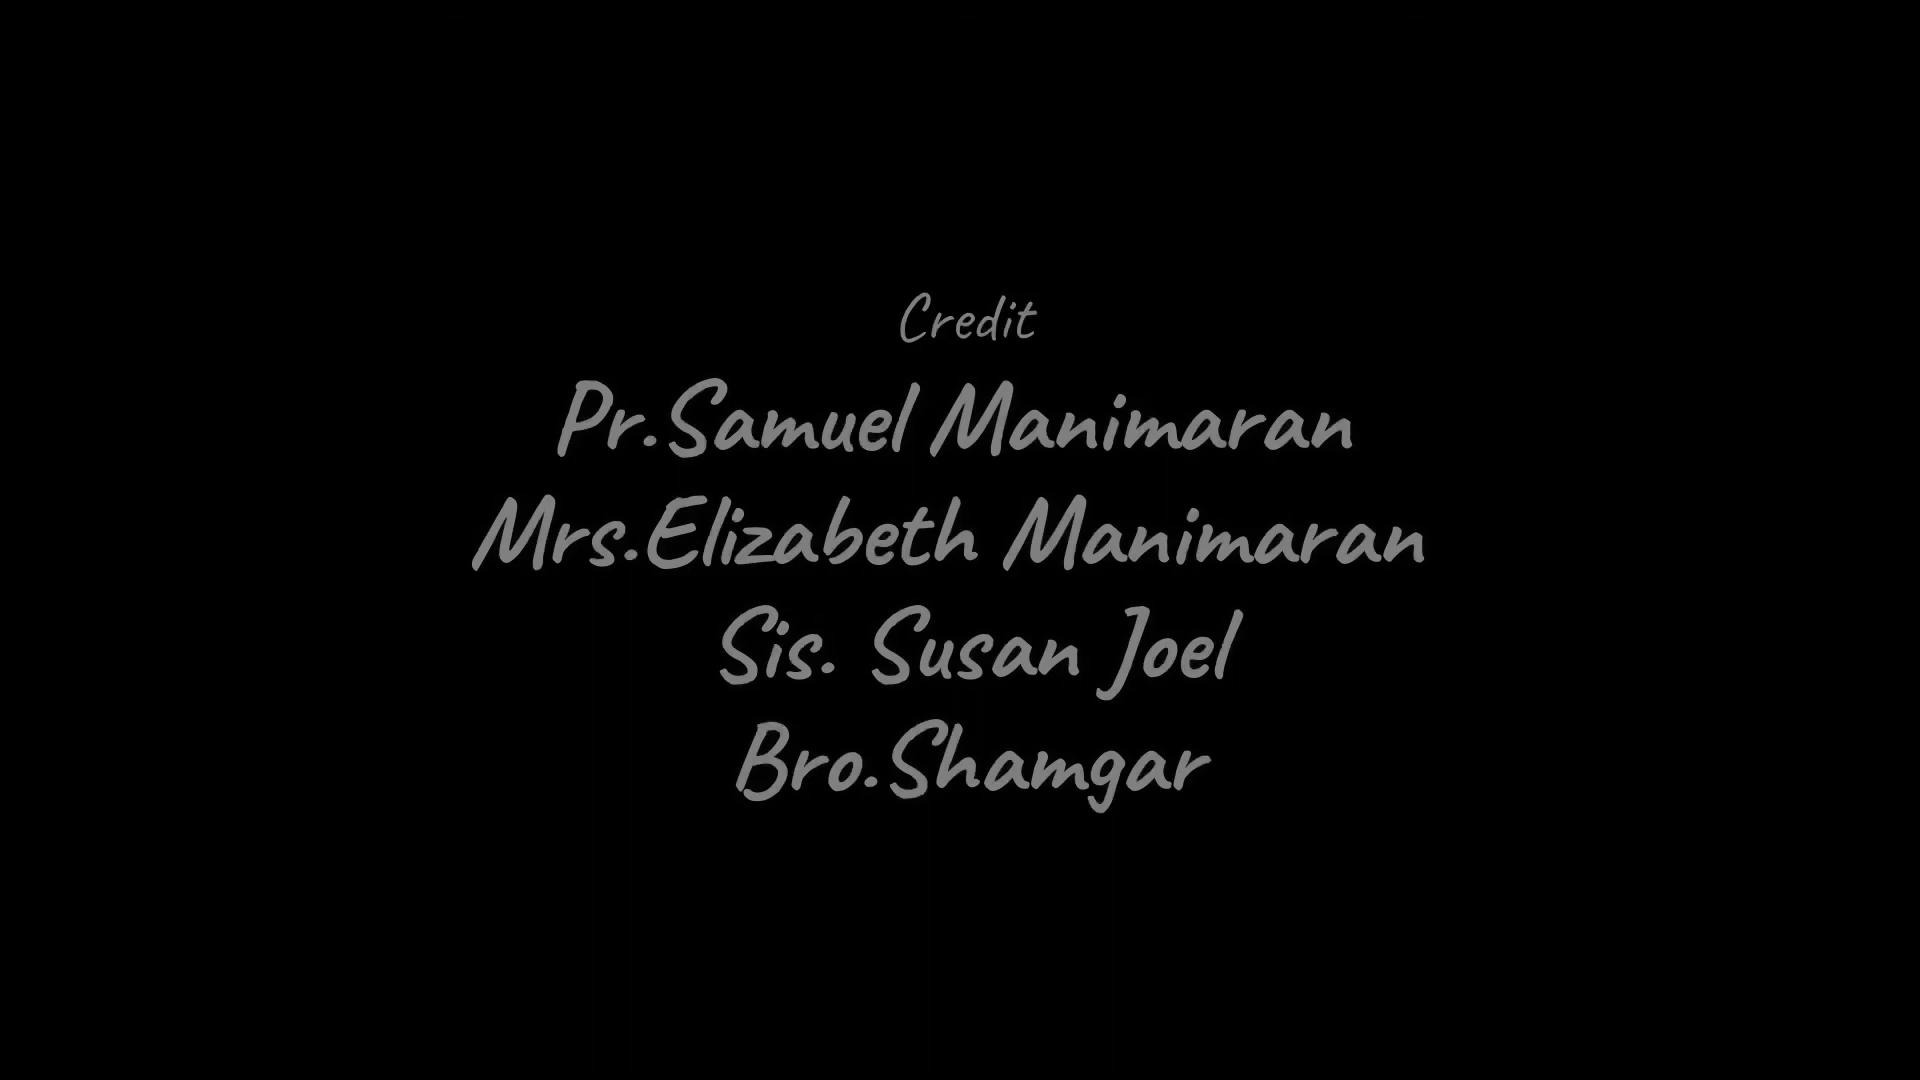 Credit
Pr.Samuel Manimaran
Mrs.Elizabeth Manimaran
Sis. Susan Joel
Bro.Shamgar